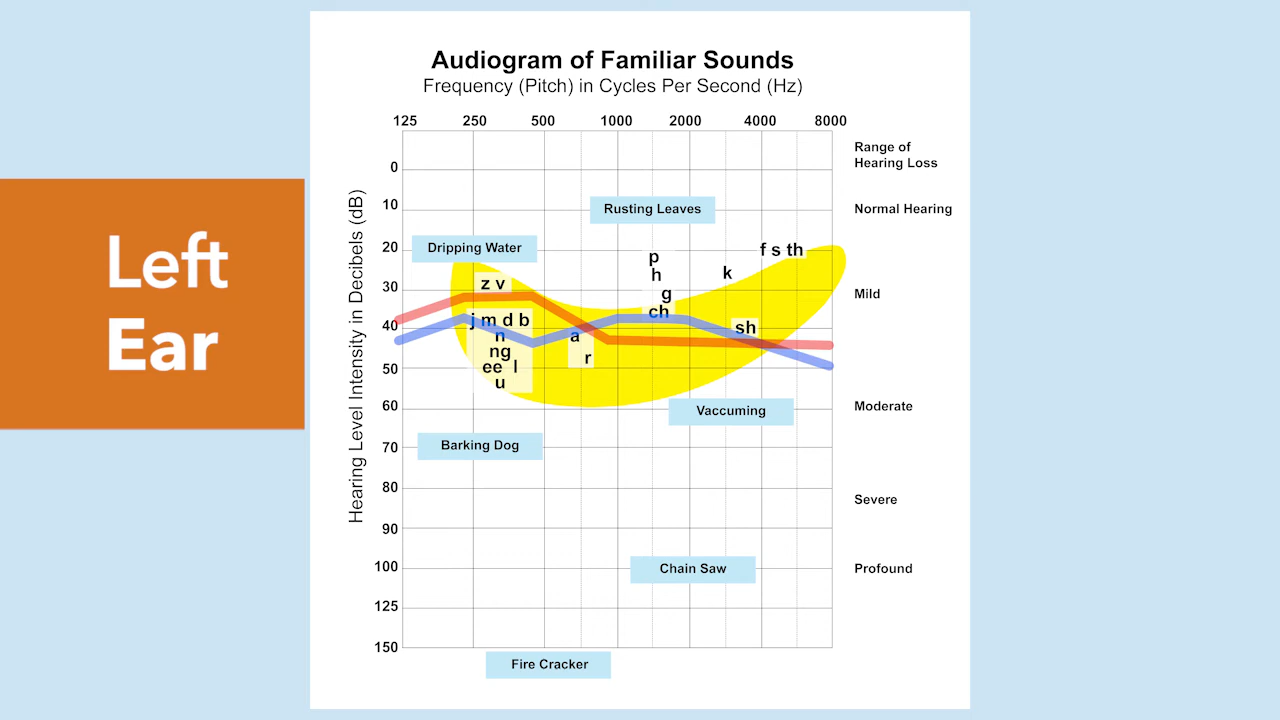 Left
Ear
Audiogram of Familiar Sounds
Frequency (Pitch) in Cycles Per Second (Hz)
125 250 500 1000 2000 4000 8000
Hearing Level Intensity in Decibels (dB)
Range of
Hearing Loss
0
10 Rusting Leaves Normal Hearing
20 Dripping Water f s th
p
h k
30 z v g Mild
ch
j m d b
40 n a sh
ng r
50 ee l
u
60 Vaccuming Moderate
70 Barking Dog
80 Severe
90
100 Chain Saw Profound
125
150
Fire Cracker